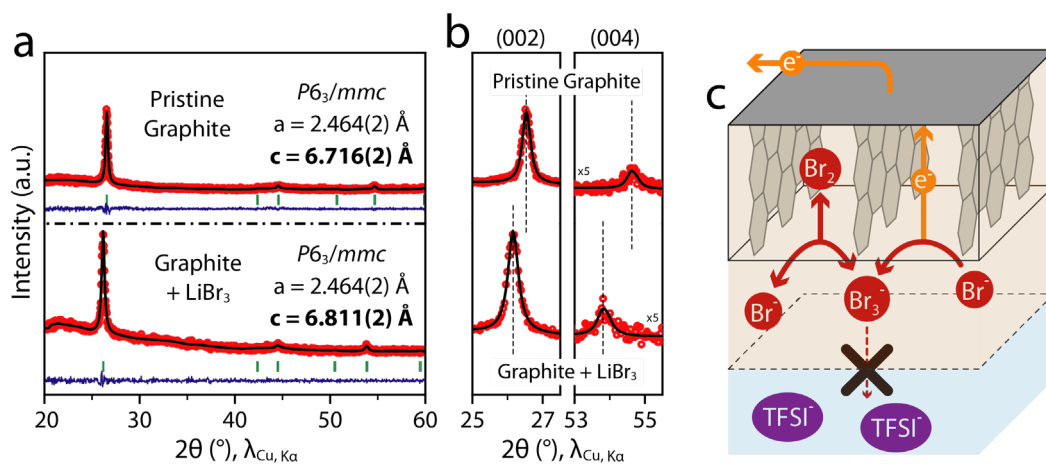 a
Intensity (a.u.)
Pristine
Graphite
P6₃/mmc
a = 2.464(2) Å
c = 6.716(2) Å
Graphite
+ LiBr₃
P6₃/mmc
a = 2.464(2) Å
c = 6.811(2) Å
20 30 40 50 60
2θ (°), λCu, Kα
b
(002) (004)
Pristine Graphite
x5
x5
Graphite + LiBr₃
25 27 53 55
2θ (°), λCu, Kα
c
e⁻
Br₂
e⁻
Br⁻
Br₃⁻
Br⁻
TFSI⁻
TFSI⁻